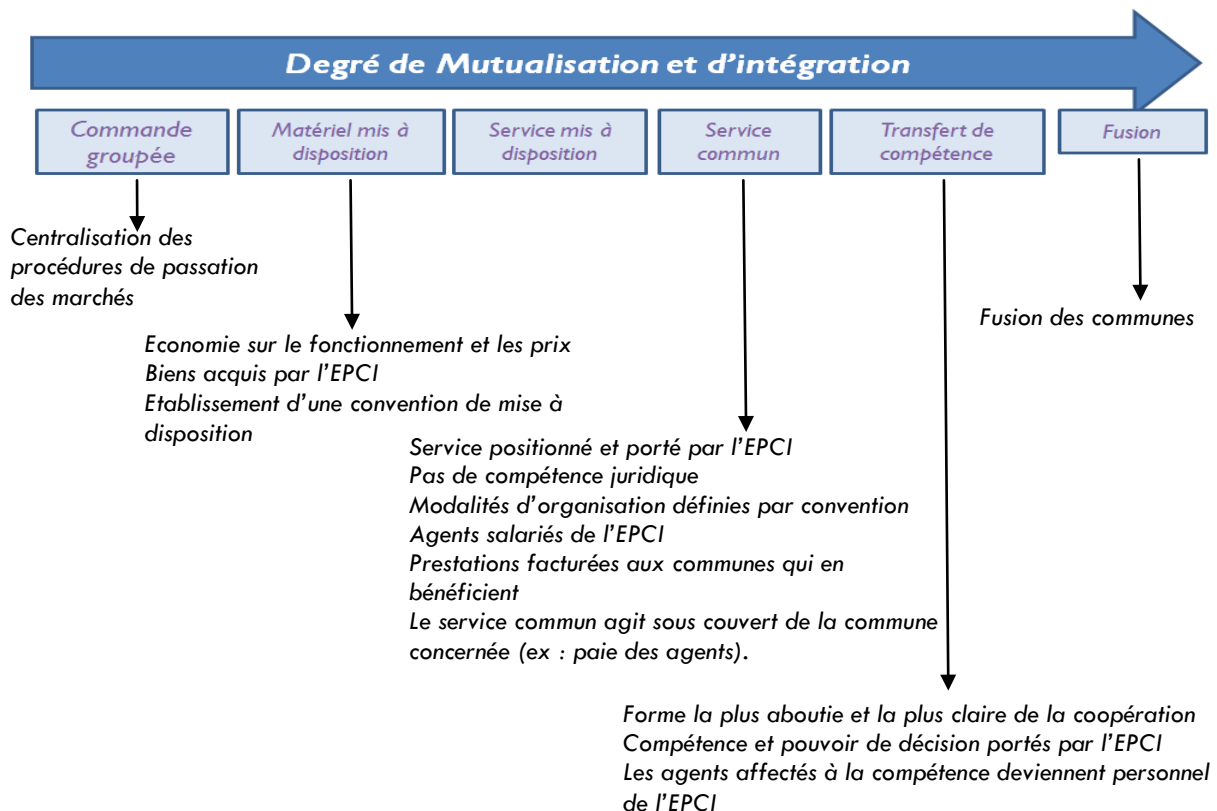 Degré de Mutualisation et d'intégration
Commande
groupée
Matériel mis à
disposition
Service mis à
disposition
Service
commun
Transfert de
compétence
Fusion
Centralisation des
procédures de passation
des marchés
Economie sur le fonctionnement et les prix
Biens acquis par l'EPCI
Etablissement d'une convention de mise à
disposition
Service positionné et porté par l'EPCI
Pas de compétence juridique
Modalités d'organisation définies par convention
Agents salariés de l'EPCI
Prestations facturées aux communes qui en
bénéficient
Le service commun agit sous couvert de la commune
concernée (ex : paie des agents).
Forme la plus aboutie et la plus claire de la coopération
Compétence et pouvoir de décision portés par l'EPCI
Les agents affectés à la compétence deviennent personnel
de l'EPCI
Fusion des communes